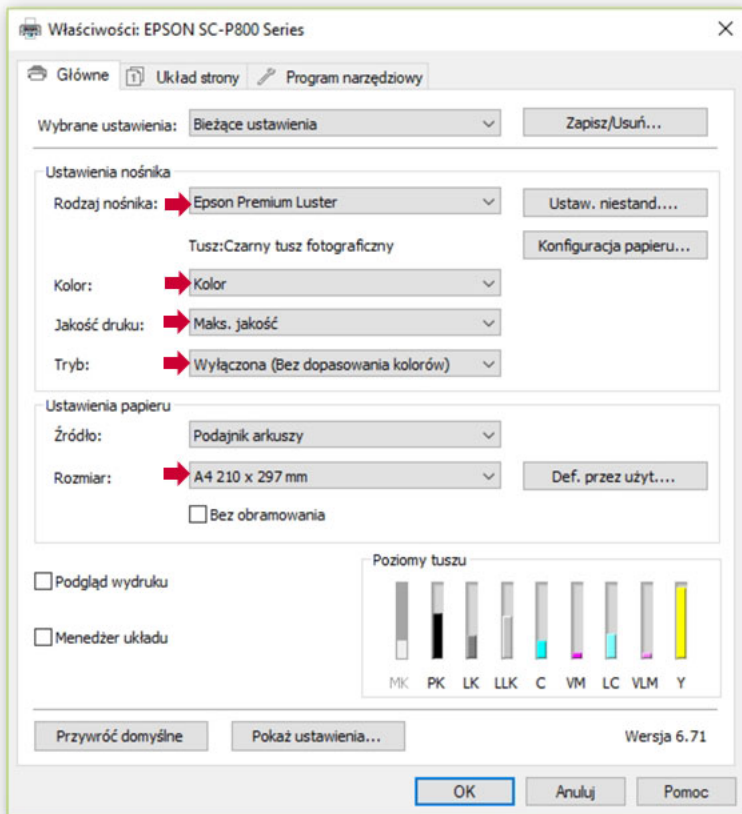 Właściwości: EPSON SC-P800 Series
Główne Układ strony Program narzędziowy
Wybrane ustawienia: Bieżące ustawienia Zapisz/Usuń...
Ustawienia nośnika
Rodzaj nośnika: Epson Premium Luster Ustaw. niestand....
Tusz:Czarny tusz fotograficzny Konfiguracja papieru...
Kolor: Kolor
Jakość druku: Maks. jakość
Tryb: Wyłączona (Bez dopasowania kolorów)
Ustawienia papieru
Źródło: Podajnik arkuszy
Rozmiar: A4 210 x 297 mm Def. przez użyt....
Bez obramowania
Poziomy tuszu
Podgląd wydruku
Menedżer układu
MK PK LK LLK C VM LC VLM Y
Przywróć domyślne Pokaż ustawienia... Wersja 6.71
OK Anuluj Pomoc